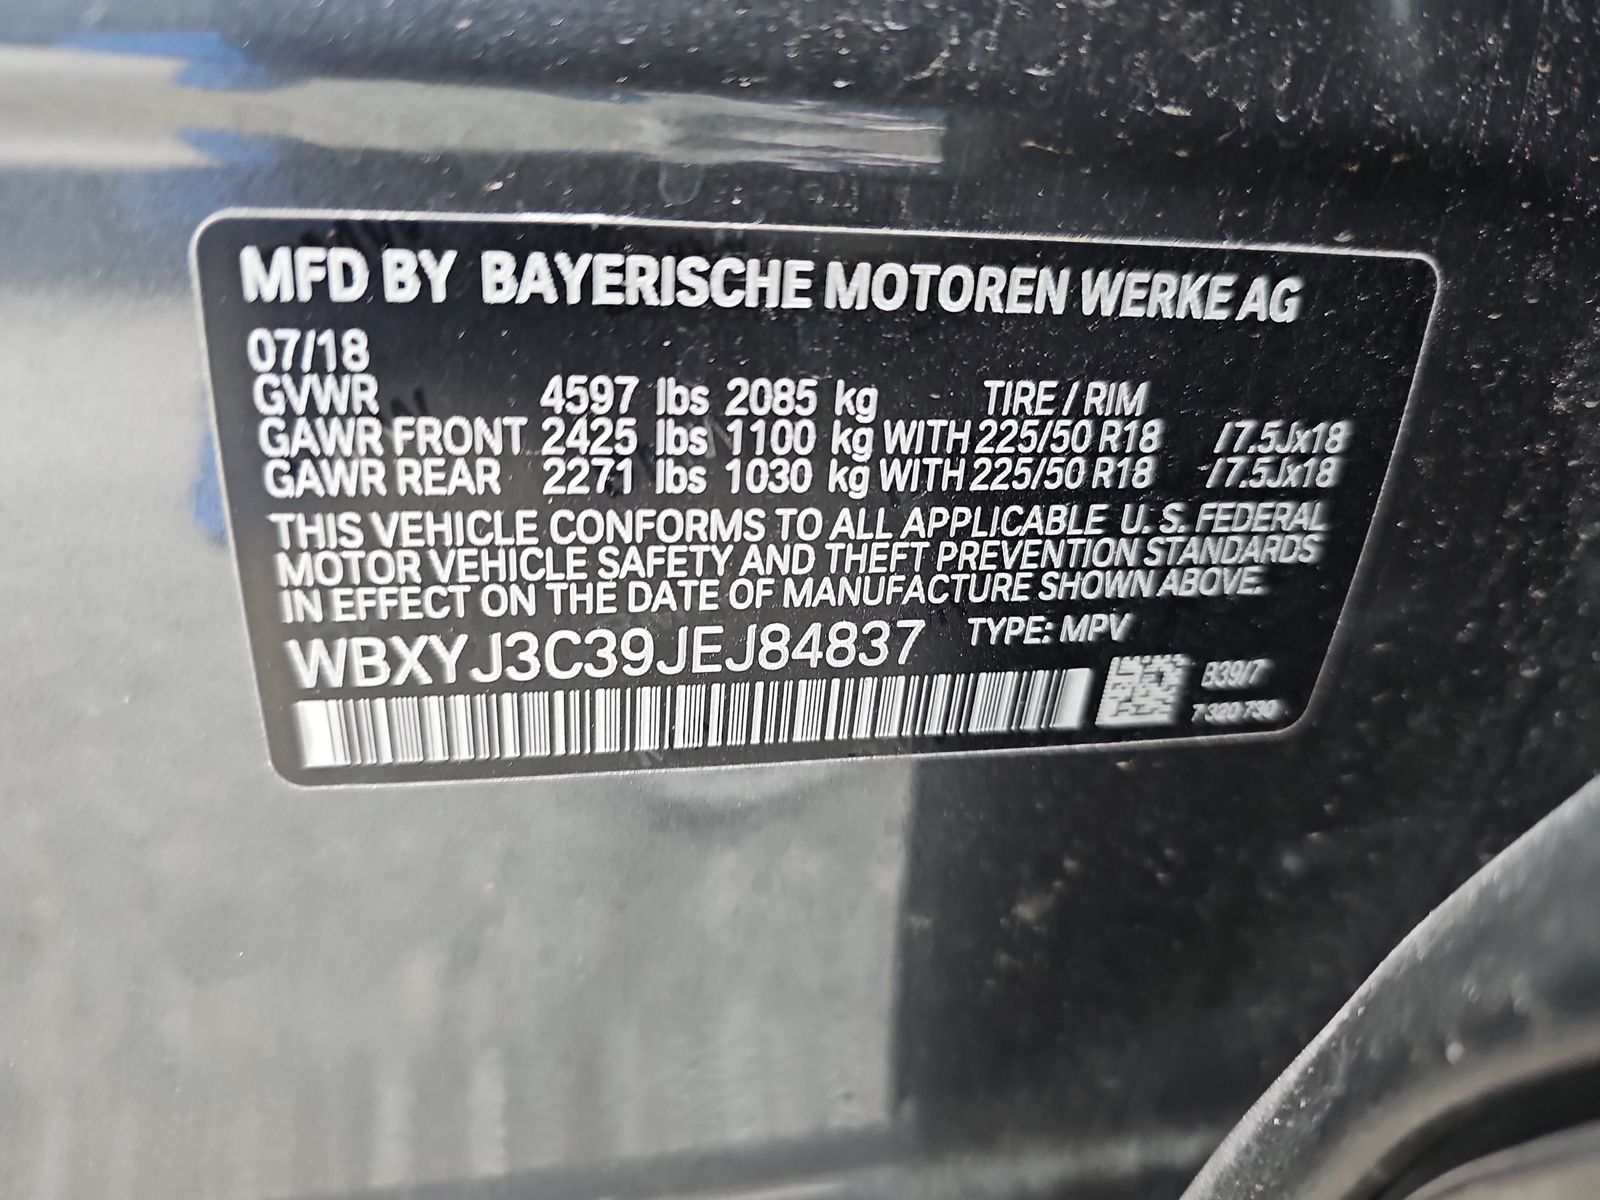 MFD BY BAYERISCHE MOTOREN WERKE AG
07/18
GVWR 4597 lbs 2085 kg TIRE / RIM
GAWR FRONT 2425 lbs 1100 kg WITH 225/50 R18 / 7.5Jx18
GAWR REAR 2271 lbs 1030 kg WITH 225/50 R18 / 7.5Jx18
THIS VEHICLE CONFORMS TO ALL APPLICABLE U. S. FEDERAL
MOTOR VEHICLE SAFETY AND THEFT PREVENTION STANDARDS
IN EFFECT ON THE DATE OF MANUFACTURE SHOWN ABOVE.
WBXYJ3C39JEJ84837 TYPE: MPV
B39/7
7 320 730